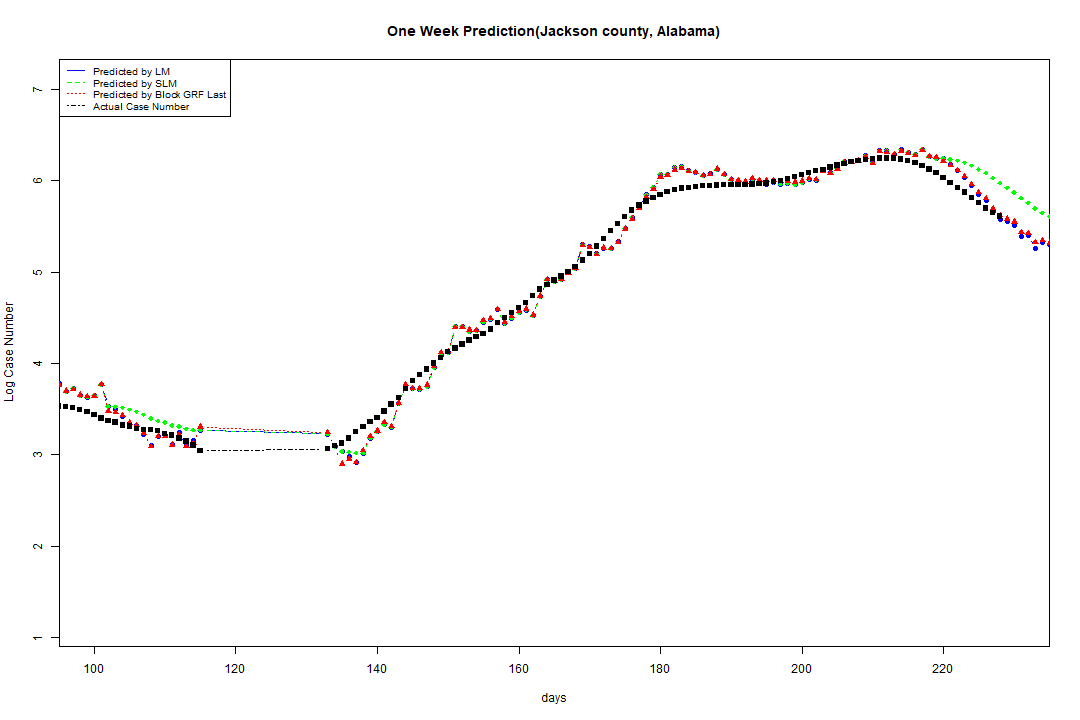 One Week Prediction(Jackson county, Alabama)
Predicted by LM
Predicted by SLM
Predicted by Block GRF Last
Actual Case Number
7
6
5
4
3
2
1
Log Case Number
100 120 140 160 180 200 220
days